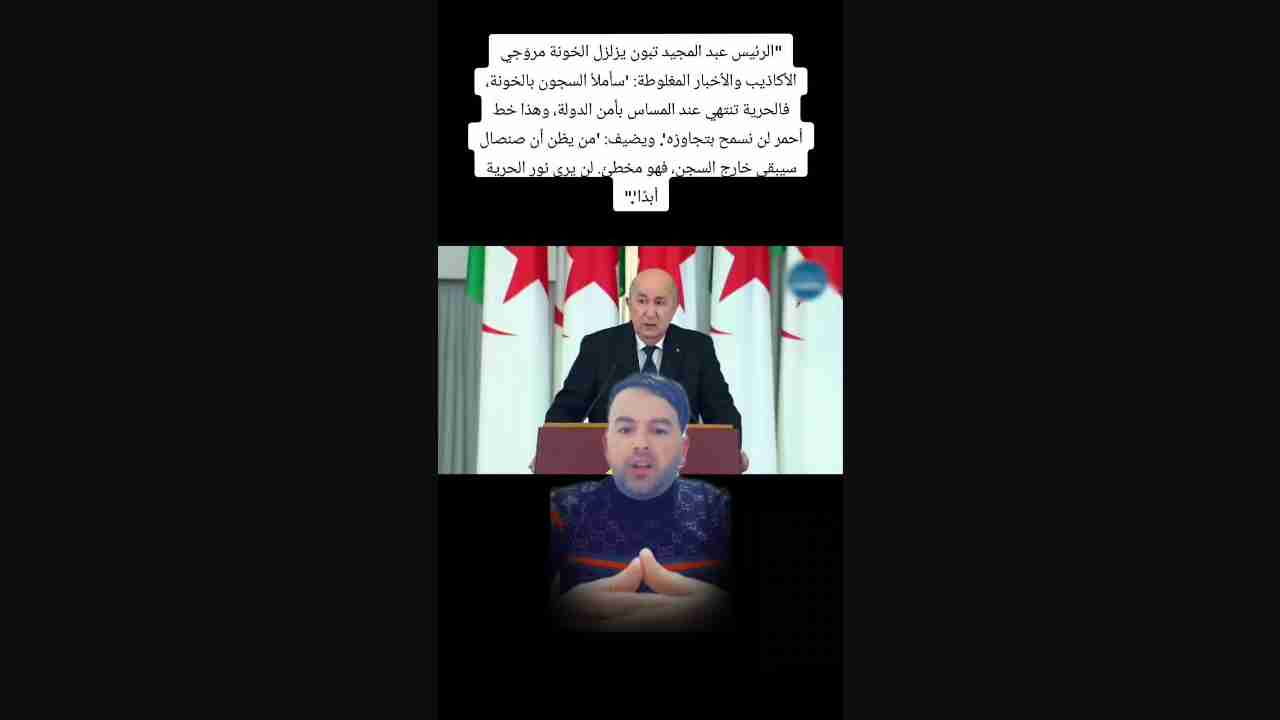 "الرئيس عبد المجيد تبون يزلزل الخونة مروّجي
الأكاذيب والأخبار المغلوطة: 'سأملأ السجون بالخونة،
فالحرية تنتهي عند المساس بأمن الدولة، وهذا خط
أحمر لن نسمح بتجاوزه'. ويضيف: 'من يظن أن صنصال
سيبقى خارج السجن، فهو مخطئ. لن يرى نور الحرية
أبدًا'."